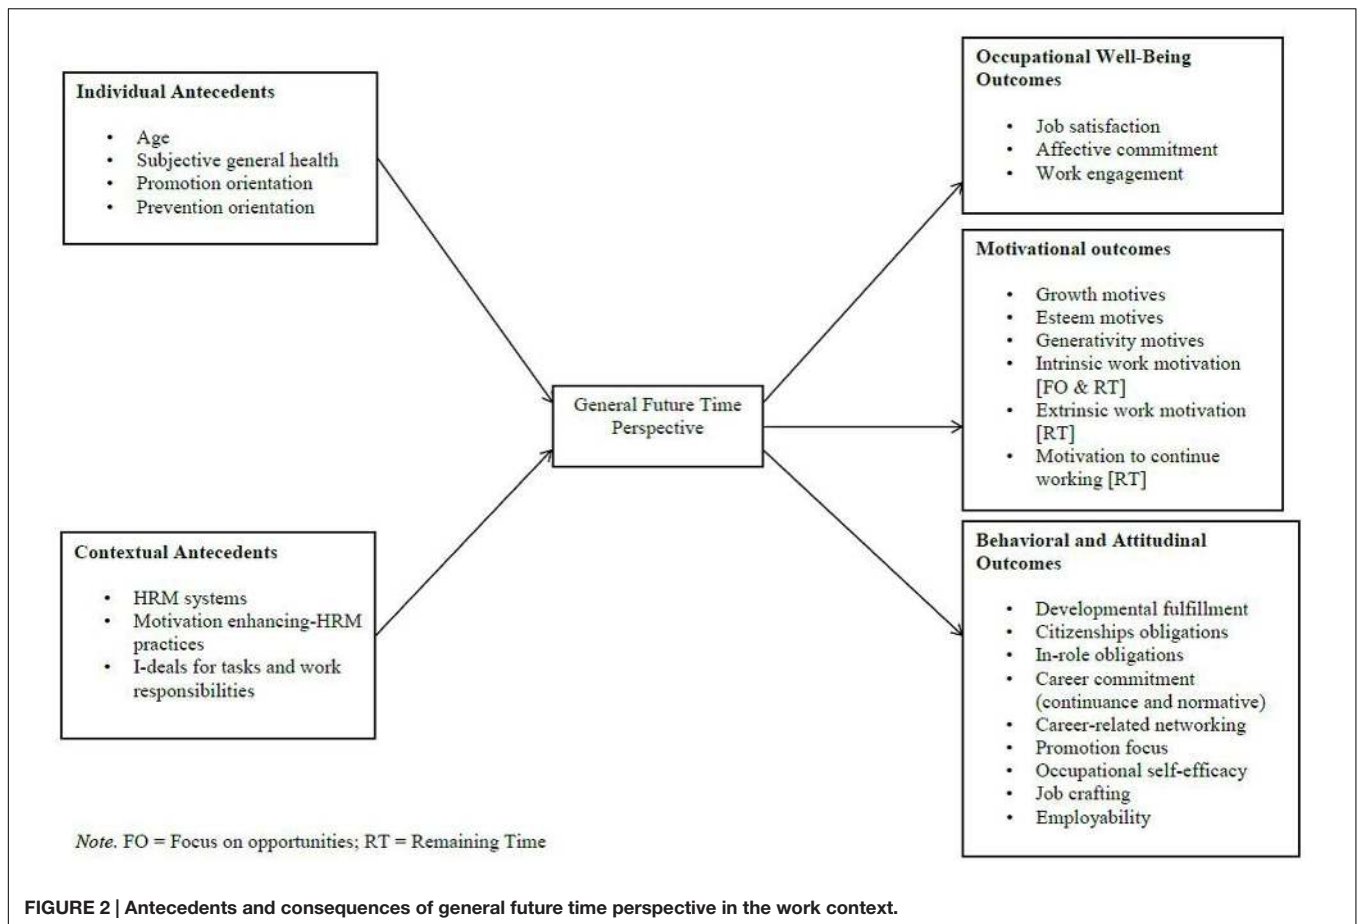 Individual Antecedents
• Age
• Subjective general health
• Promotion orientation
• Prevention orientation
Contextual Antecedents
• HRM systems
• Motivation enhancing-HRM
practices
• I-deals for tasks and work
responsibilities
General Future Time
Perspective
Occupational Well-Being
Outcomes
• Job satisfaction
• Affective commitment
• Work engagement
Motivational outcomes
• Growth motives
• Esteem motives
• Generativity motives
• Intrinsic work motivation
[FO & RT]
• Extrinsic work motivation
[RT]
• Motivation to continue
working [RT]
Behavioral and Attitudinal
Outcomes
• Developmental fulfillment
• Citizenships obligations
• In-role obligations
• Career commitment
(continuance and normative)
• Career-related networking
• Promotion focus
• Occupational self-efficacy
• Job crafting
• Employability
Note. FO = Focus on opportunities; RT = Remaining Time
FIGURE 2 | Antecedents and consequences of general future time perspective in the work context.